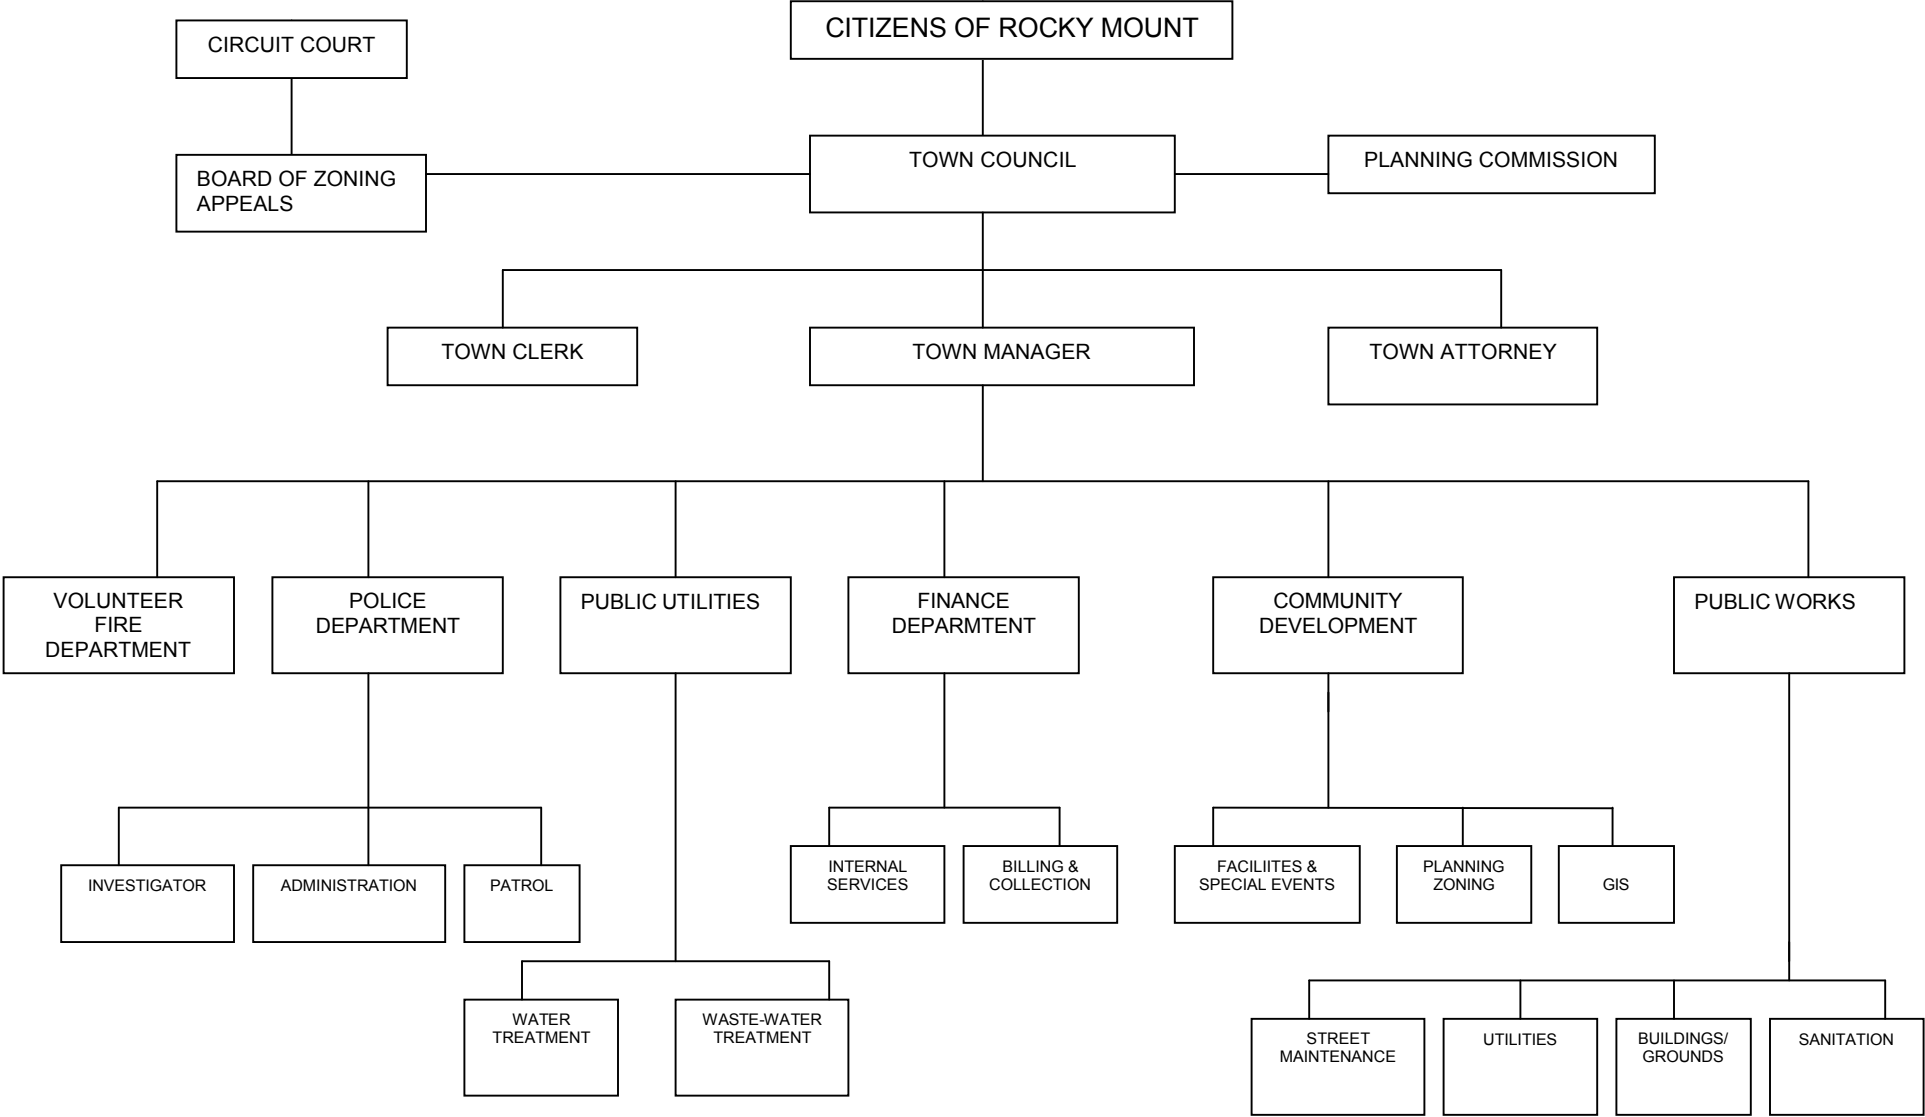 CITIZENS OF ROCKY MOUNT
CIRCUIT COURT
TOWN COUNCIL
PLANNING COMMISSION
BOARD OF ZONING
APPEALS
TOWN CLERK
TOWN MANAGER
TOWN ATTORNEY
VOLUNTEER
FIRE
DEPARTMENT
POLICE
DEPARTMENT
PUBLIC UTILITIES
FINANCE
DEPARMTENT
COMMUNITY
DEVELOPMENT
PUBLIC WORKS
INVESTIGATOR
ADMINISTRATION
PATROL
INTERNAL
SERVICES
BILLING &
COLLECTION
FACILIITES &
SPECIAL EVENTS
PLANNING
ZONING
GIS
WATER
TREATMENT
WASTE-WATER
TREATMENT
STREET
MAINTENANCE
UTILITIES
BUILDINGS/
GROUNDS
SANITATION